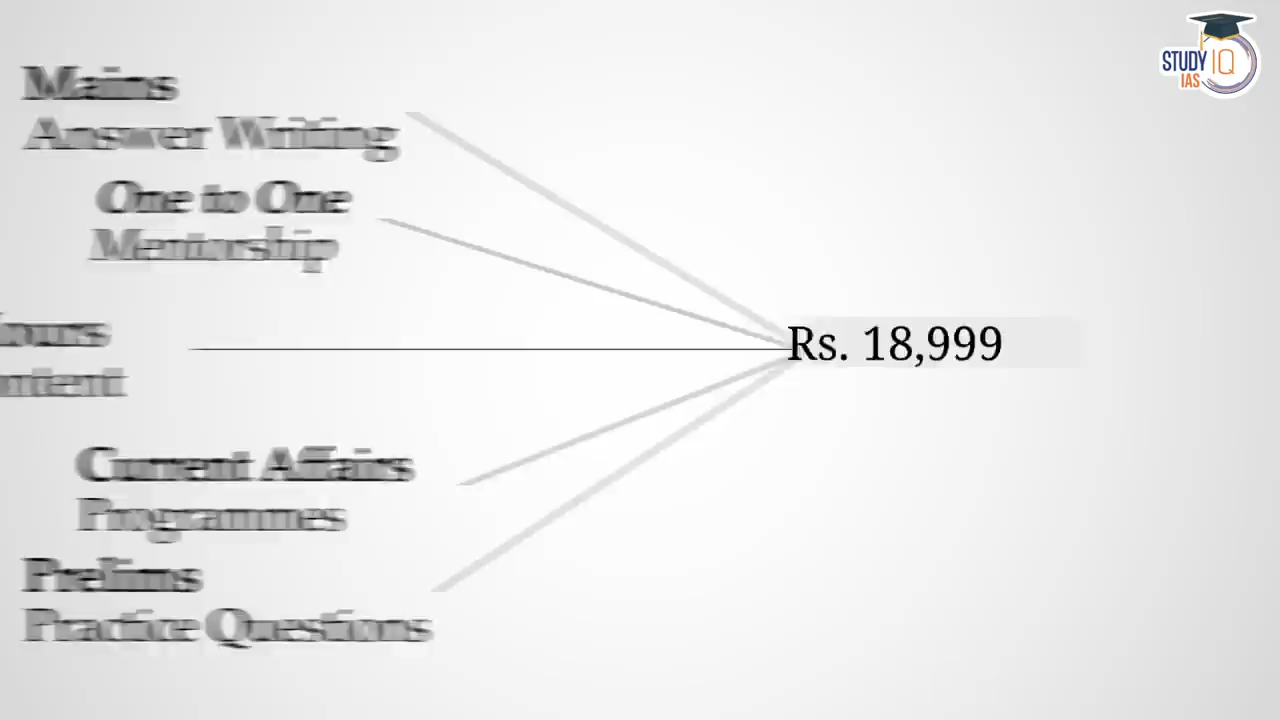 Mains
Answer Writing
One to One
Mentorship
Rs. 18,999
Current Affairs
Programmes
Prelims
Practice Questions
STUDY IQ
IAS